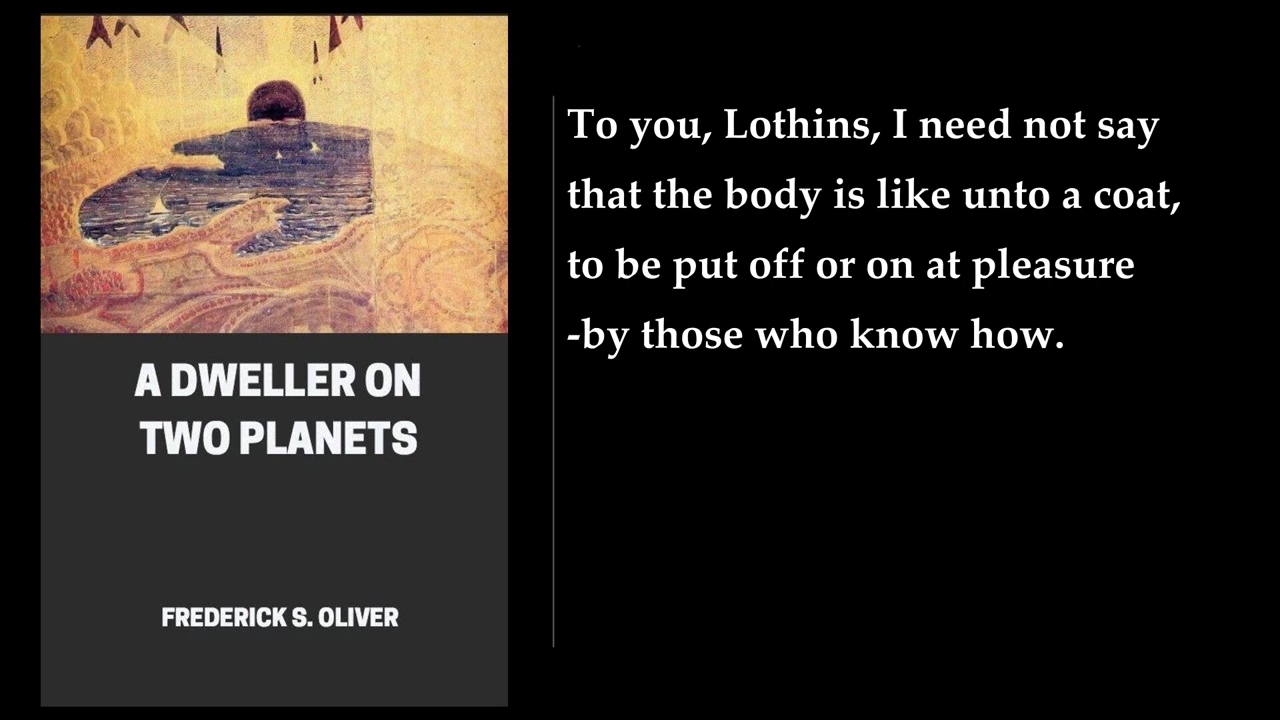 A DWELLER ON
TWO PLANETS
FREDERICK S. OLIVER
To you, Lothins, I need not say
that the body is like unto a coat,
to be put off or on at pleasure
-by those who know how.